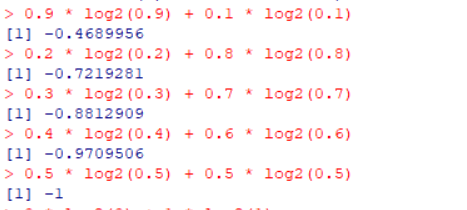 > 0.9 * log2(0.9) + 0.1 * log2(0.1)
[1] -0.4689956
> 0.2 * log2(0.2) + 0.8 * log2(0.8)
[1] -0.7219281
> 0.3 * log2(0.3) + 0.7 * log2(0.7)
[1] -0.8812909
> 0.4 * log2(0.4) + 0.6 * log2(0.6)
[1] -0.9709506
> 0.5 * log2(0.5) + 0.5 * log2(0.5)
[1] -1